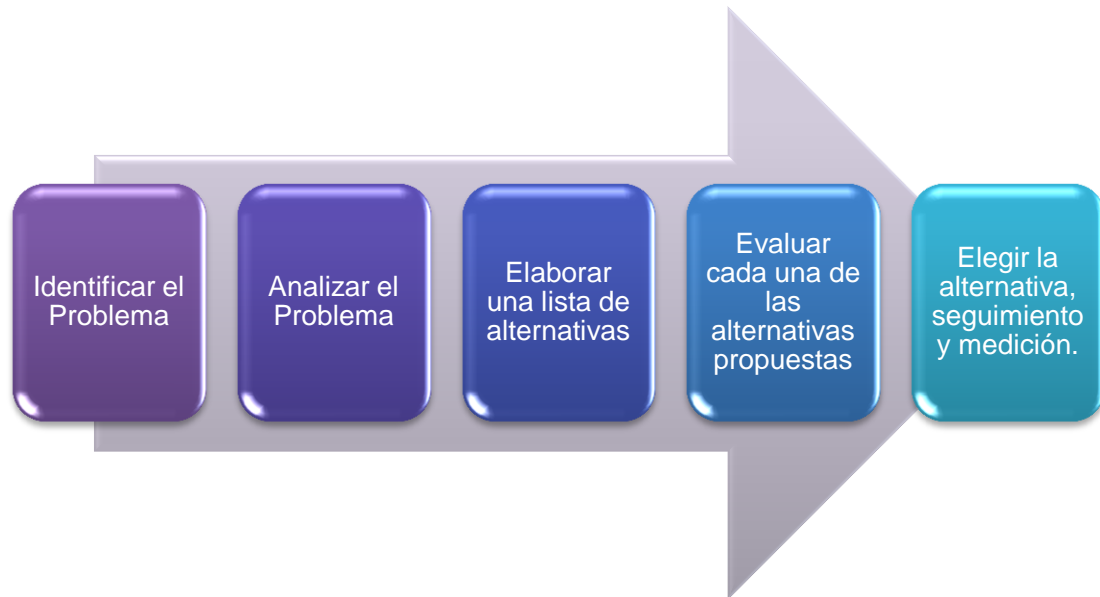 Identificar el
Problema
Analizar el
Problema
Elaborar
una lista de
alternativas
Evaluar
cada una de
las
alternativas
propuestas
Elegir la
alternativa,
seguimiento
y medición.